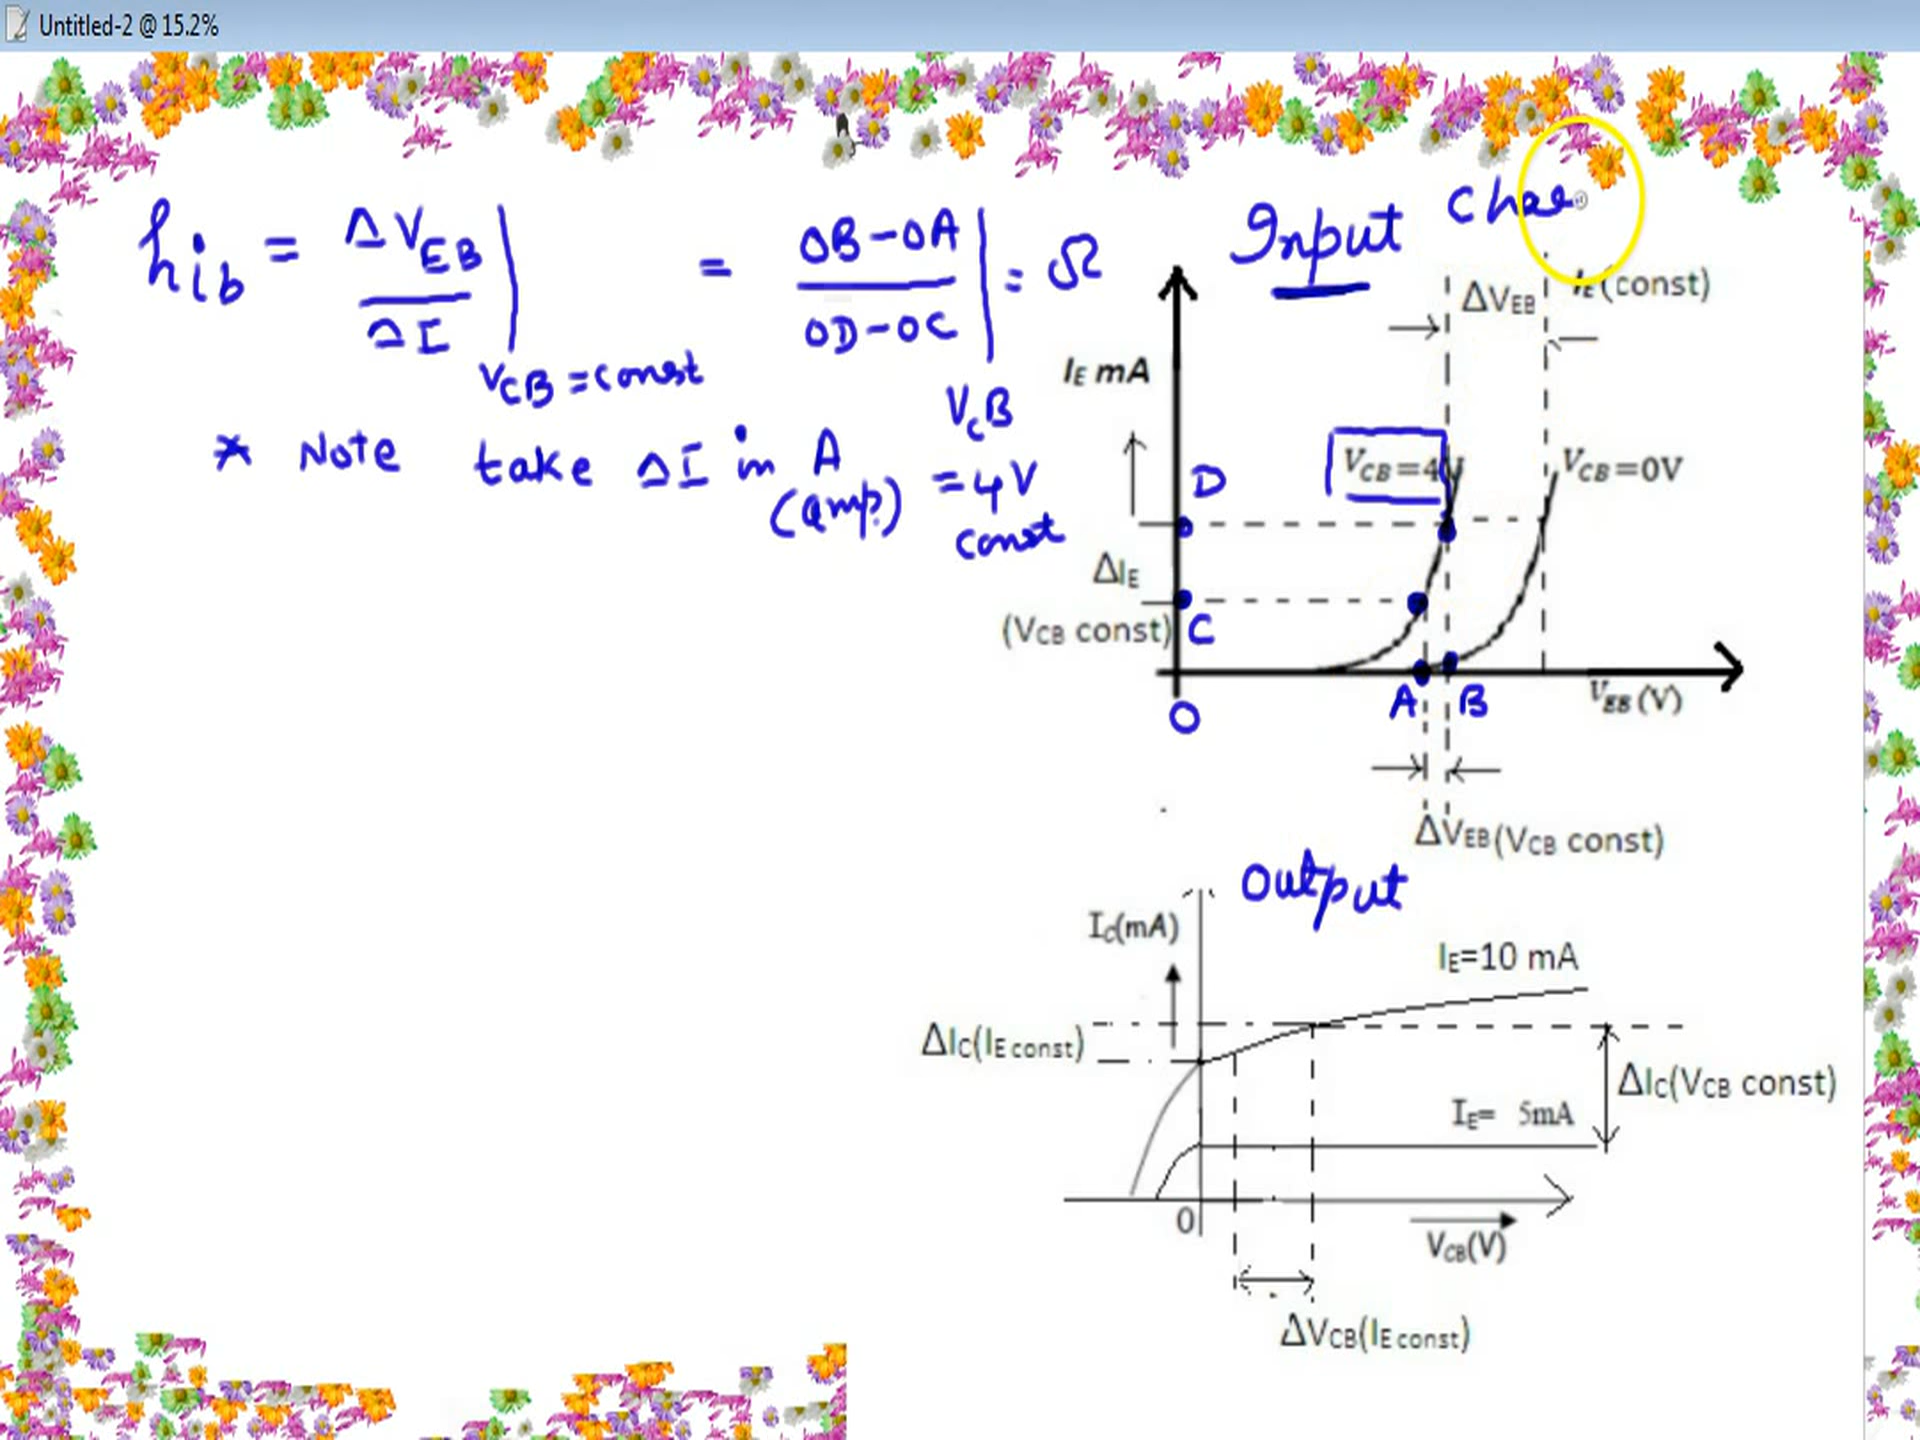 Untitled-2 @ 15.2%
hib = ΔVEB / ΔI | VCB = const = OB-OA / OD-OC | VCB = 4V const = Ω
* Note take ΔI in A (amp.)
Input Char
ΔVEB IE (const)
IE mA
VCB=4V VCB=0V
D
ΔIE
(VCB const) C
O A B VEB (V)
ΔVEB (VCB const)
Output
IC(mA)
IE=10 mA
ΔIC(IE const)
ΔIC(VCB const)
IE= 5mA
0
VCB(V)
ΔVCB(IE const)